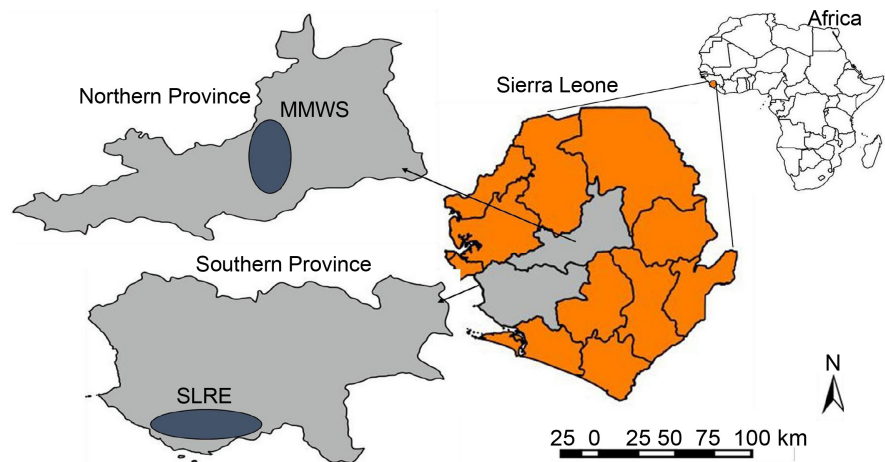 Africa
Sierra Leone
Northern Province
MMWS
Southern Province
SLRE
N
25 0 25 50 75 100 km